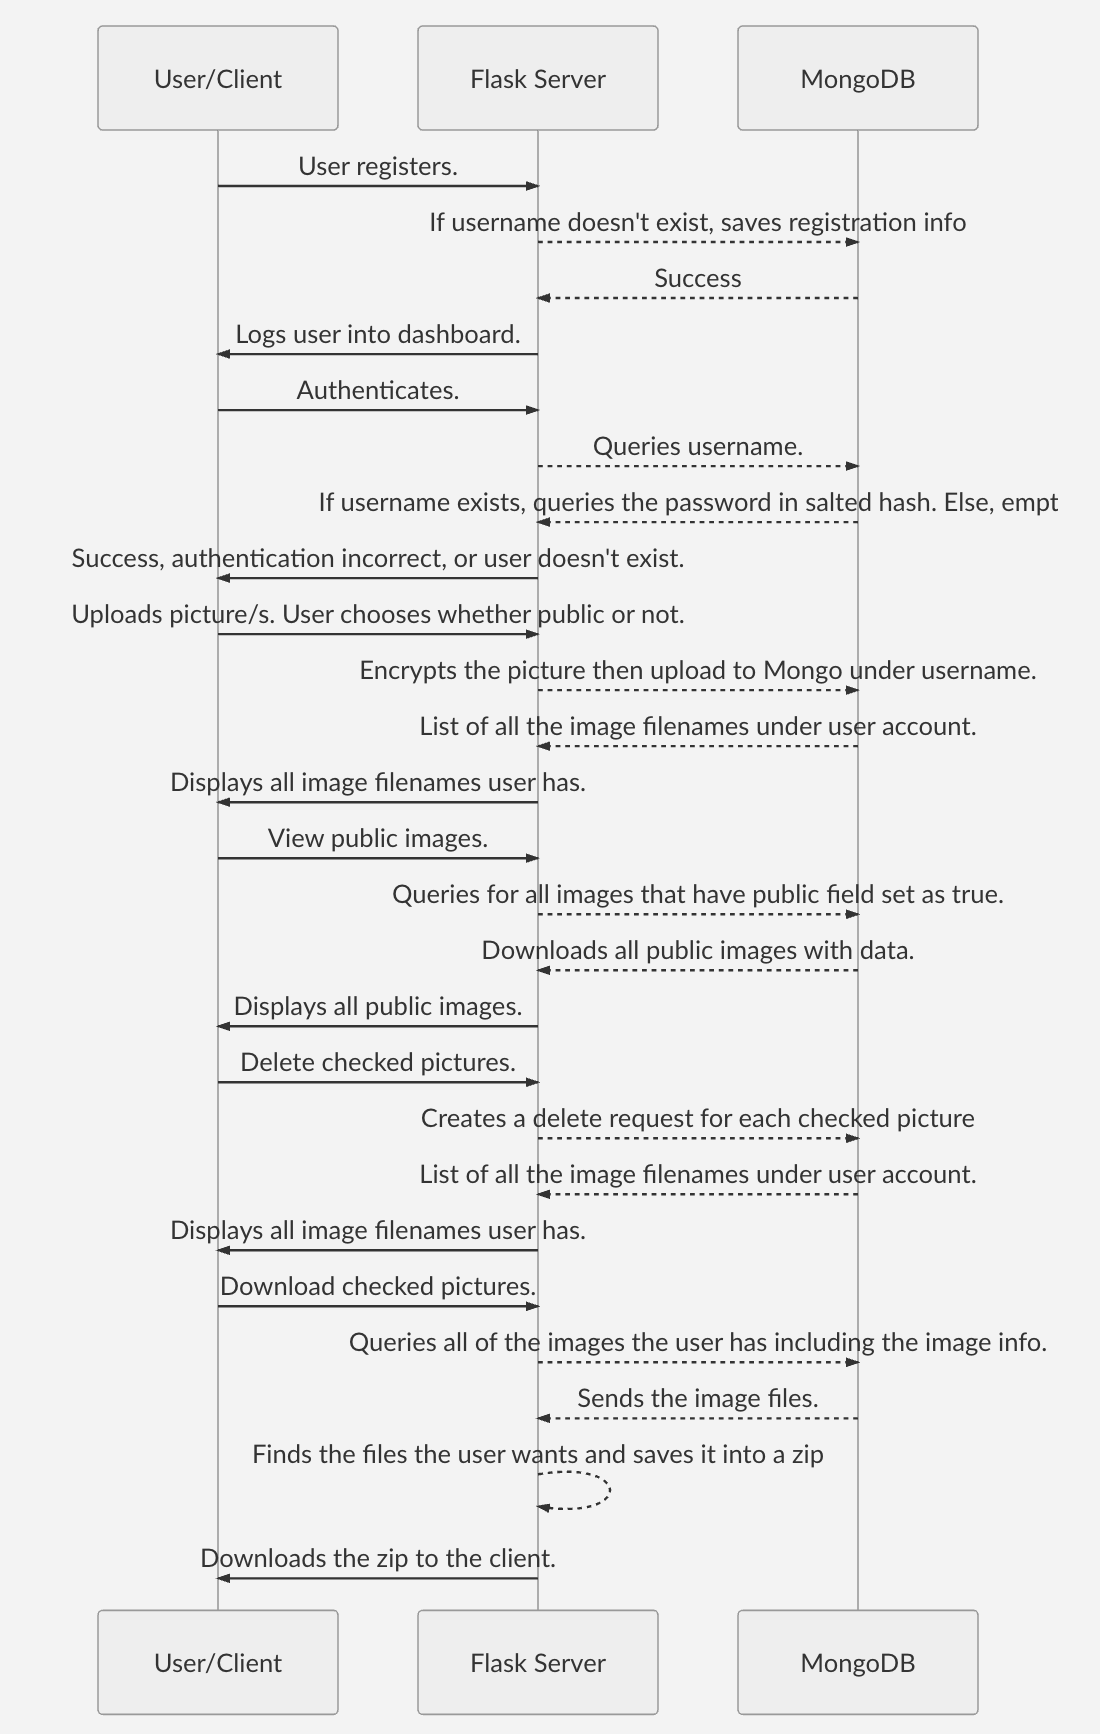 User/Client
Flask Server
MongoDB
User registers.
If username doesn't exist, saves registration info
Success
Logs user into dashboard.
Authenticates.
Queries username.
If username exists, queries the password in salted hash. Else, empt
Success, authentication incorrect, or user doesn't exist.
Uploads picture/s. User chooses whether public or not.
Encrypts the picture then upload to Mongo under username.
List of all the image filenames under user account.
Displays all image filenames user has.
View public images.
Queries for all images that have public field set as true.
Downloads all public images with data.
Displays all public images.
Delete checked pictures.
Creates a delete request for each checked picture
List of all the image filenames under user account.
Displays all image filenames user has.
Download checked pictures.
Queries all of the images the user has including the image info.
Sends the image files.
Finds the files the user wants and saves it into a zip
Downloads the zip to the client.
User/Client
Flask Server
MongoDB